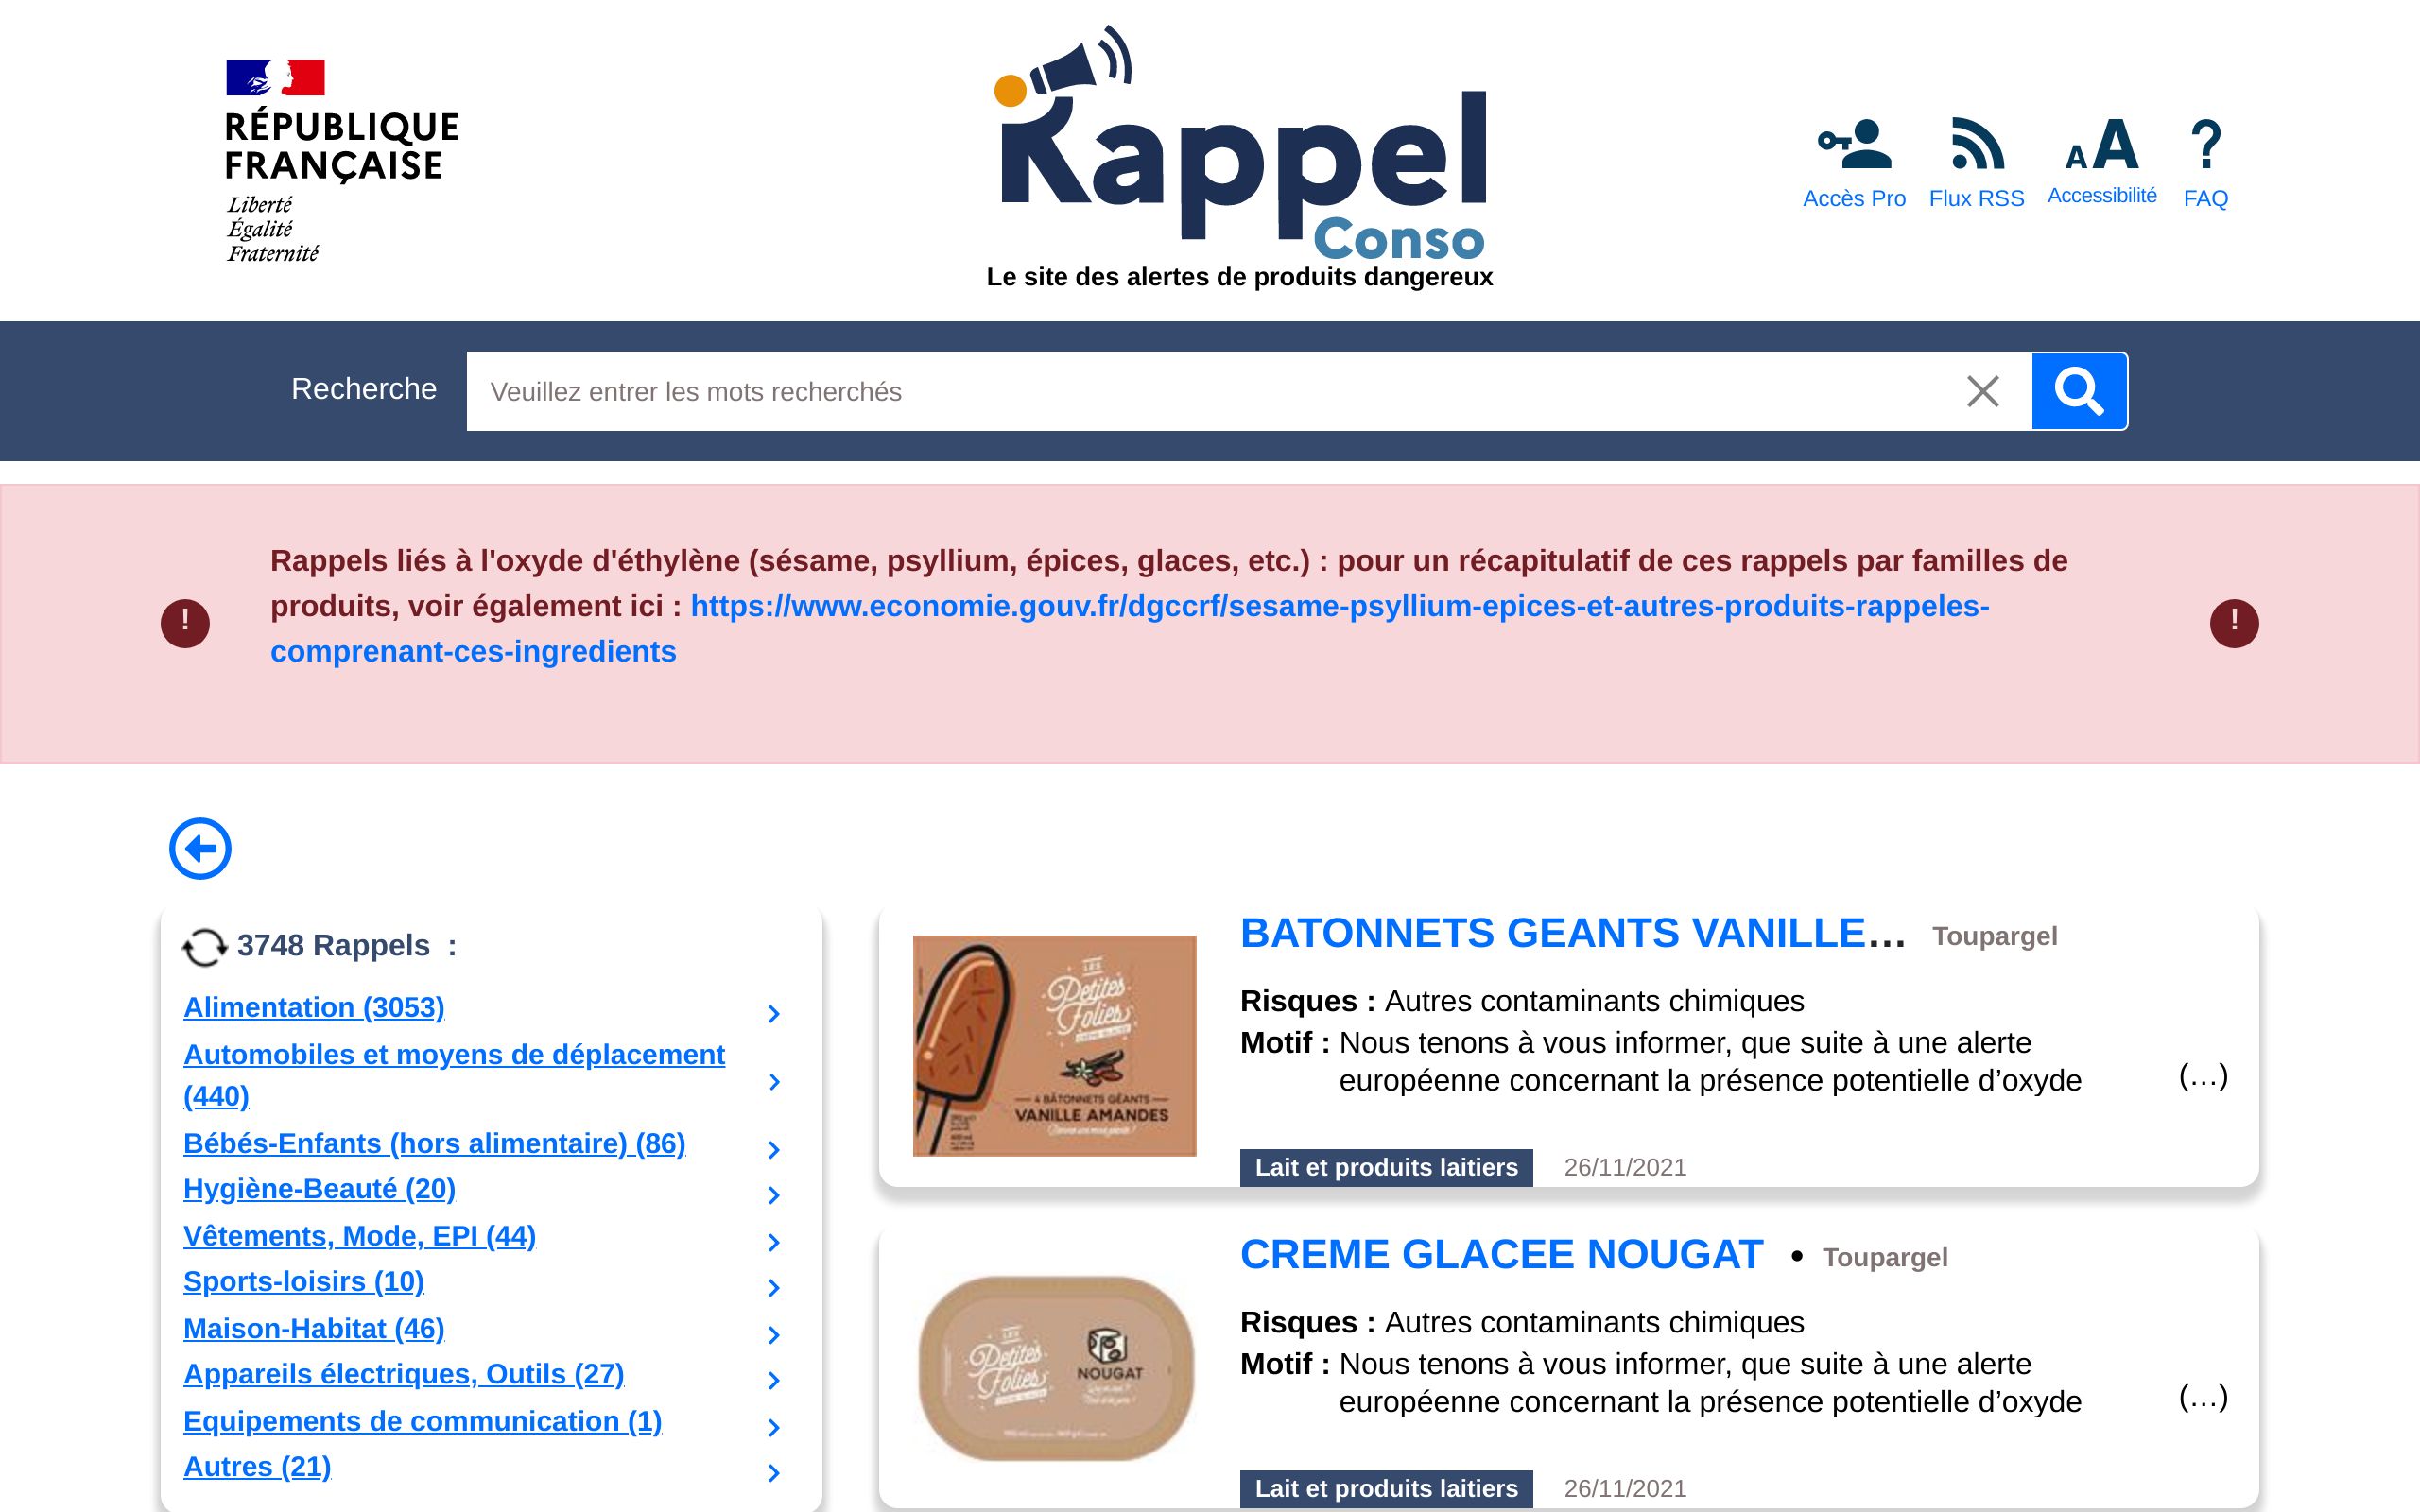 RÉPUBLIQUE
FRANÇAISE
Liberté
Égalité
Fraternité
Rappel
Conso
Le site des alertes de produits dangereux
Accès Pro
Flux RSS
AA
Accessibilité
?
FAQ
Recherche
Veuillez entrer les mots recherchés
!
Rappels liés à l'oxyde d'éthylène (sésame, psyllium, épices, glaces, etc.) : pour un récapitulatif de ces rappels par familles de
produits, voir également ici : https://www.economie.gouv.fr/dgccrf/sesame-psyllium-epices-et-autres-produits-rappeles-
comprenant-ces-ingredients
!
3748 Rappels :
Alimentation (3053)
Automobiles et moyens de déplacement
(440)
Bébés-Enfants (hors alimentaire) (86)
Hygiène-Beauté (20)
Vêtements, Mode, EPI (44)
Sports-loisirs (10)
Maison-Habitat (46)
Appareils électriques, Outils (27)
Equipements de communication (1)
Autres (21)
LES
Petites
Folies
4 BÂTONNETS GÉANTS
VANILLE AMANDES
BATONNETS GEANTS VANILLE... Toupargel
Risques : Autres contaminants chimiques
Motif : Nous tenons à vous informer, que suite à une alerte
européenne concernant la présence potentielle d’oxyde (...)
Lait et produits laitiers 26/11/2021
LES
Petites
Folies
NOUGAT
CREME GLACEE NOUGAT • Toupargel
Risques : Autres contaminants chimiques
Motif : Nous tenons à vous informer, que suite à une alerte
européenne concernant la présence potentielle d’oxyde (...)
Lait et produits laitiers 26/11/2021